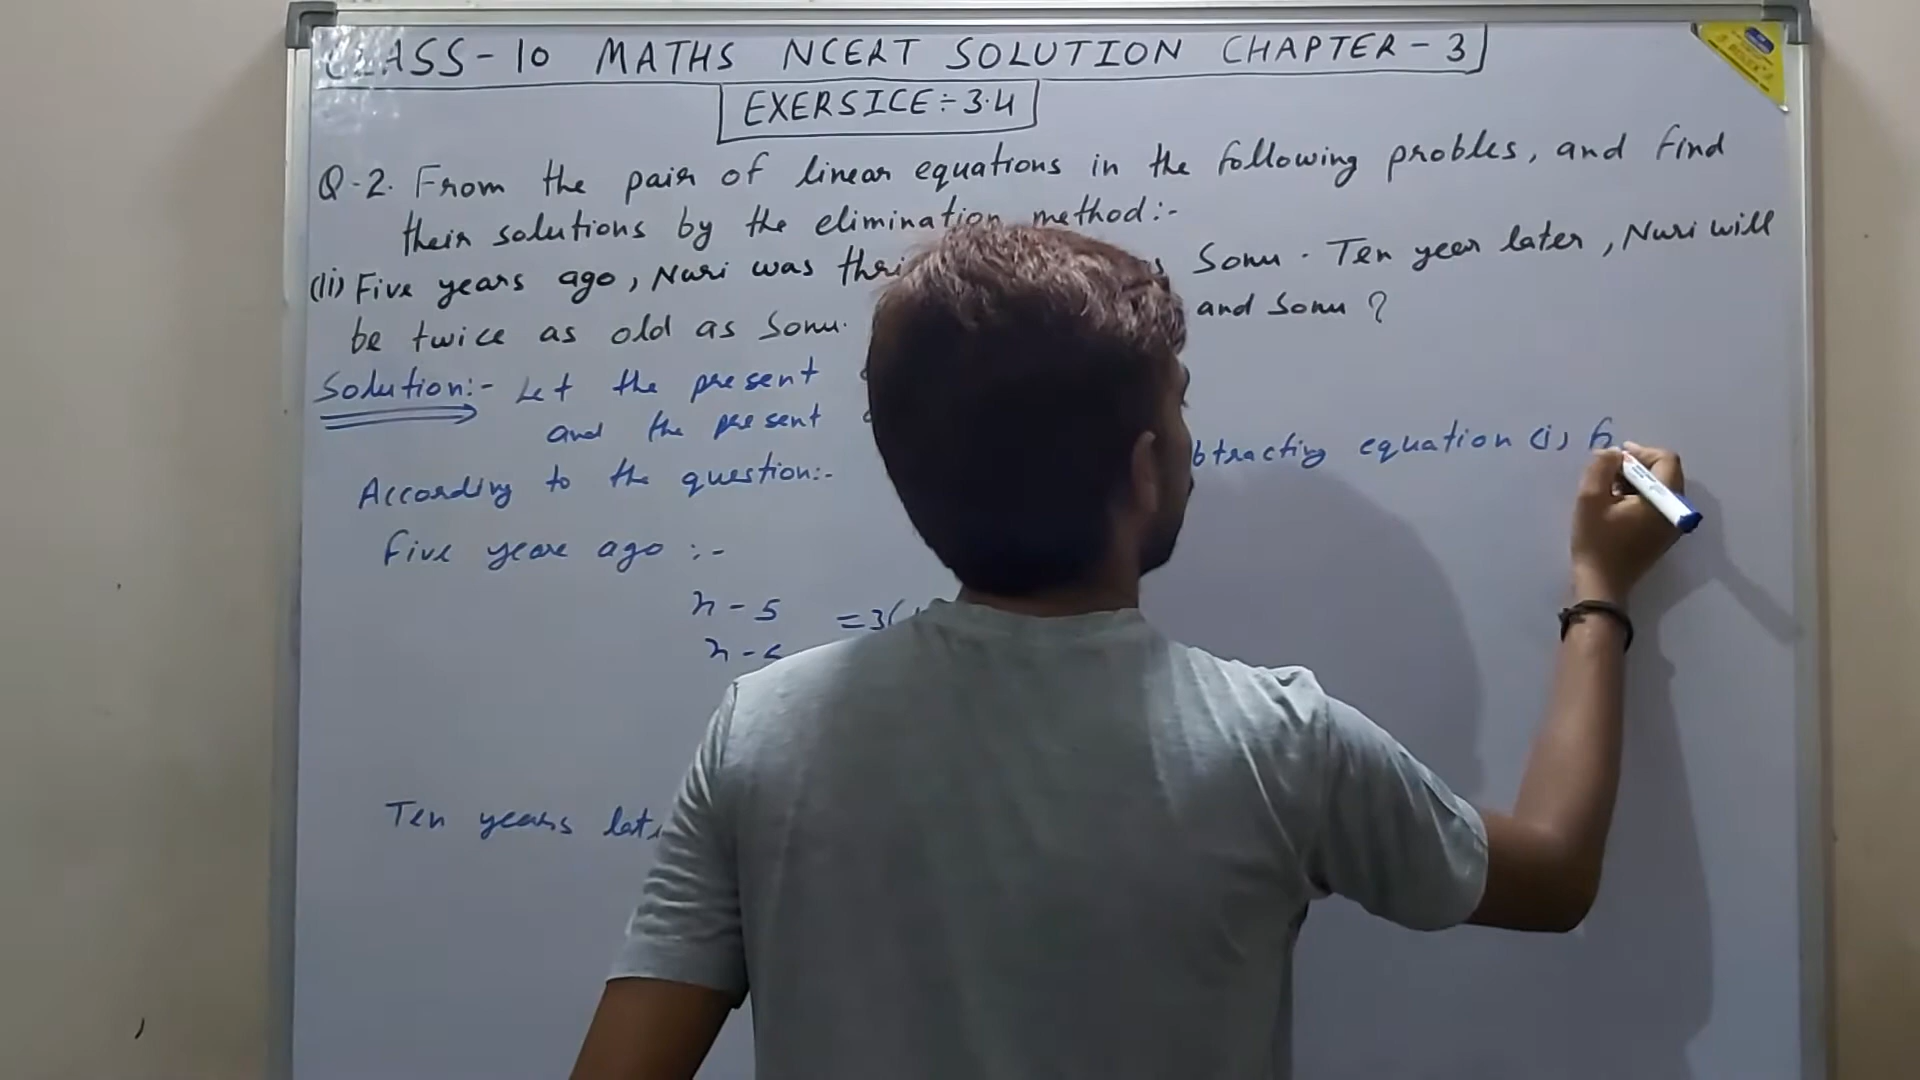 CLASS - 10 MATHS NCERT SOLUTION CHAPTER - 3
EXERSICE ÷ 3.4
Q-2. From the pair of linear equations in the following probles, and find
their solutions by the elimination method:-
(ii) Five years ago, Nuri was Sonu. Ten year later, Nuri will
be twice as old as Sonu. and Sonu ?
Solution:- Let the present
and the present
According to the question:-
btracting equation (i)
Five years ago :-
x - 5 = 3(
x - 5
Ten years